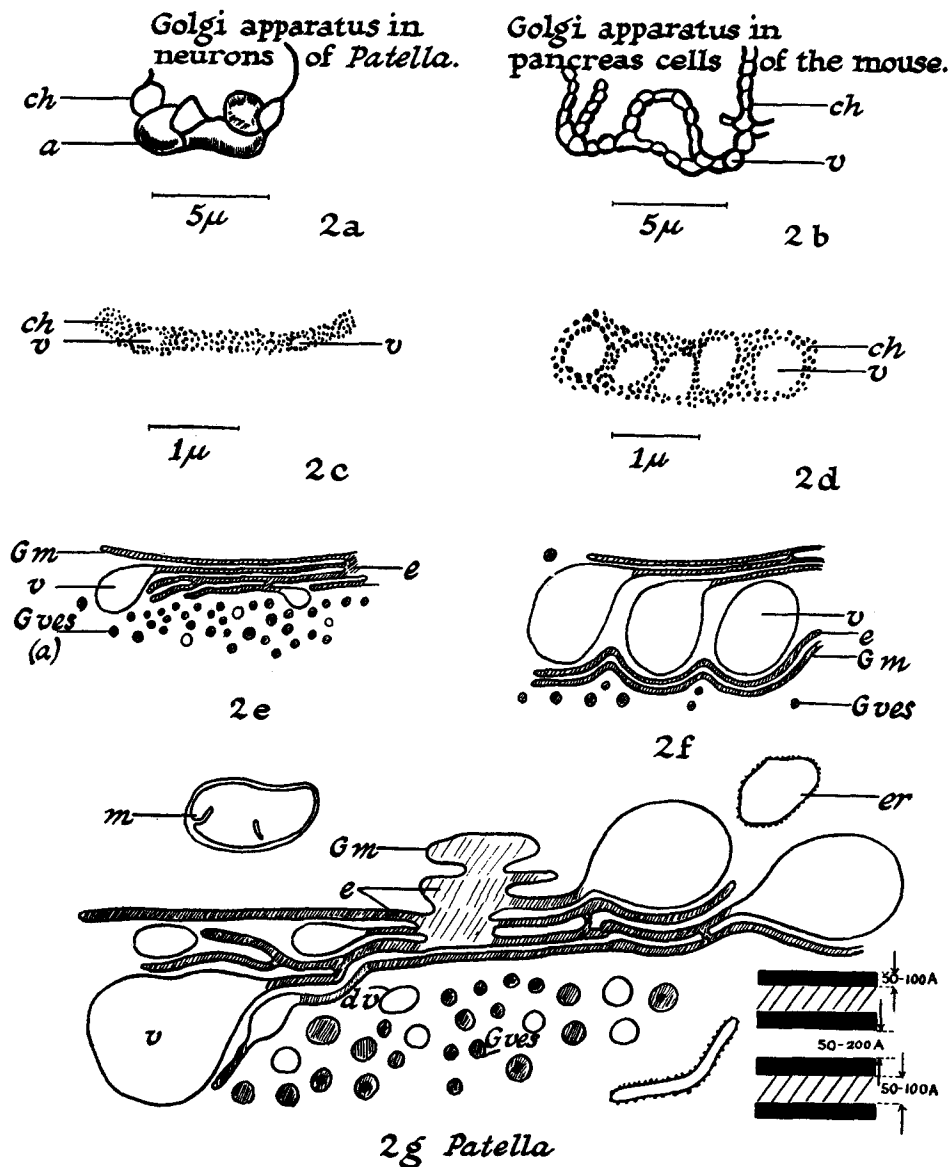 Golgi apparatus in
neurons of Patella.
ch
a
5μ
2a
Golgi apparatus in
pancreas cells of the mouse.
ch
v
5μ
2b
ch
v
v
1μ
2c
ch
v
1μ
2d
Gm
v
Gves
(a)
e
2e
v
e
Gm
Gves
2f
m
Gm
e
er
v
dv
Gves
50-100A
50-200A
50-100A
2g Patella